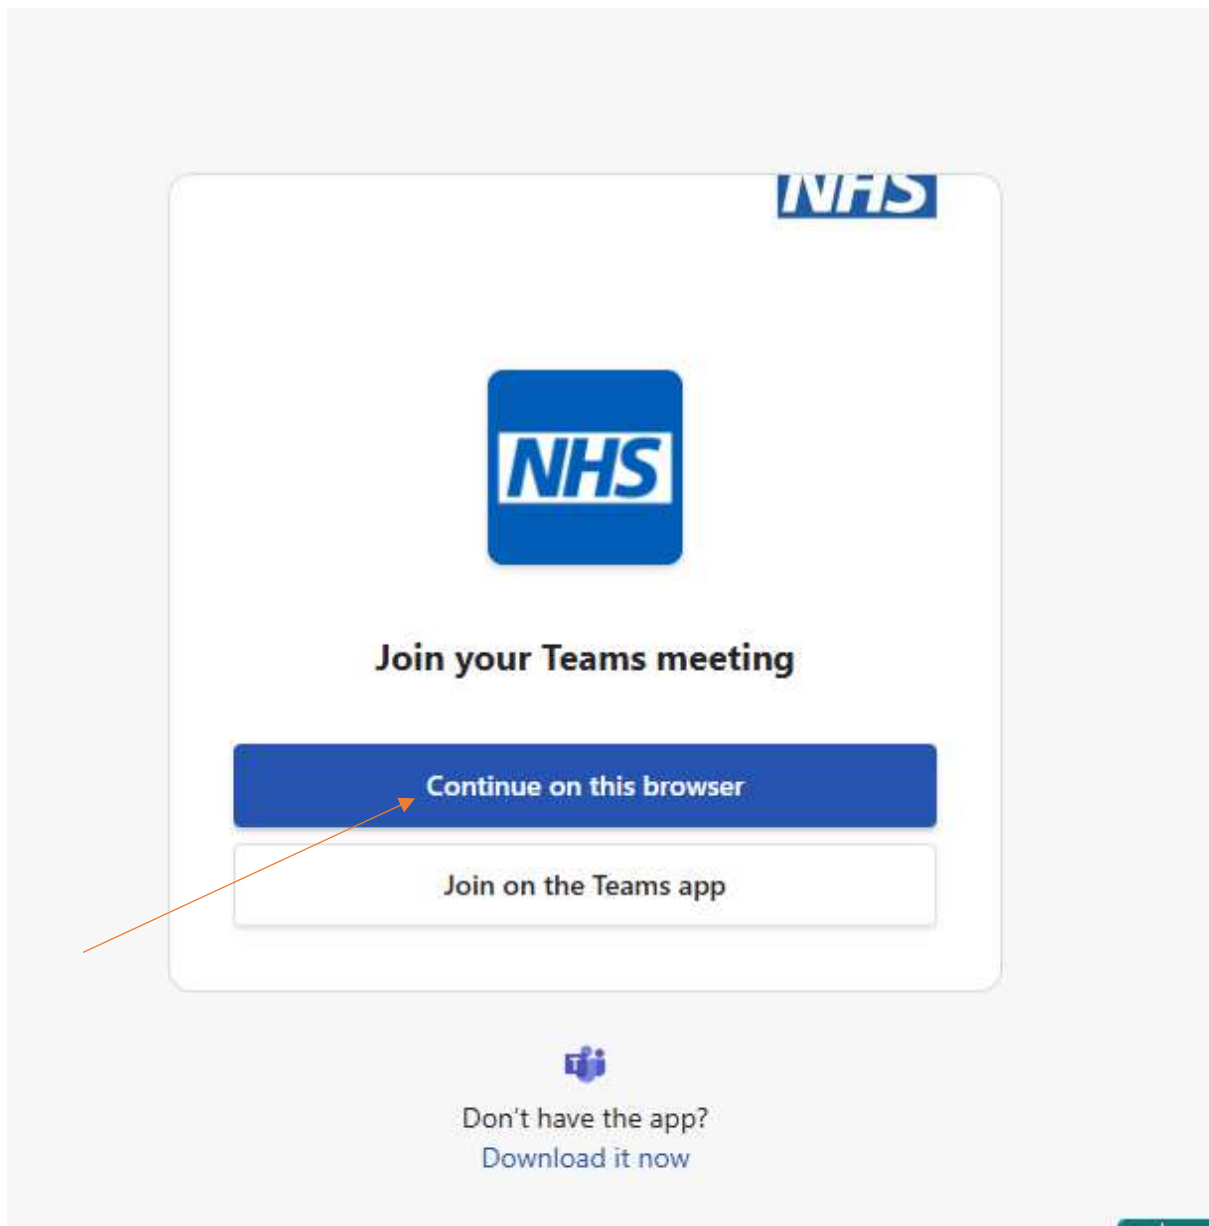 NHS
NHS
Join your Teams meeting
Continue on this browser
Join on the Teams app
Don't have the app?
Download it now